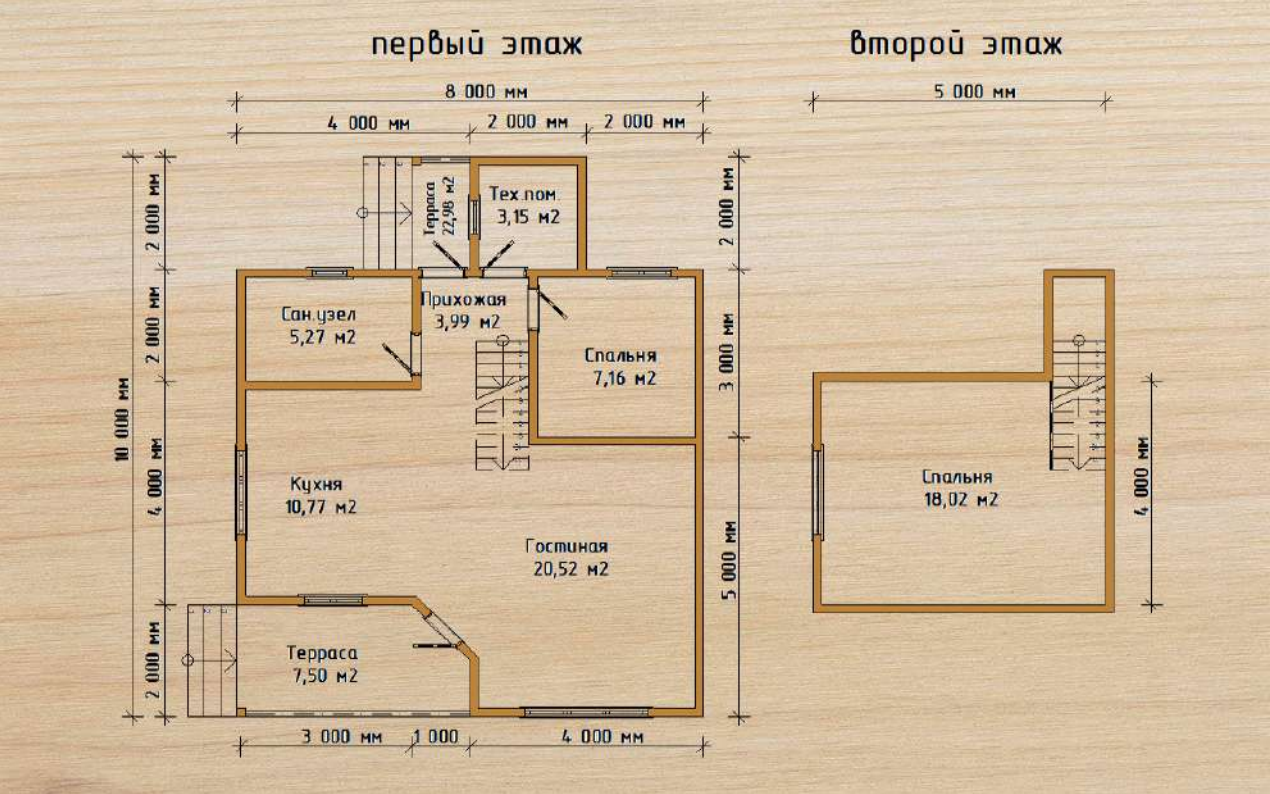 первый этаж
второй этаж
8 000 мм
5 000 мм
4 000 мм
2 000 мм
2 000 мм
2 000 мм
2 000 мм
4 000 мм
2 000 мм
10 000 мм
2 000 мм
3 000 мм
5 000 мм
Терраса
22,98 м2
Тех.пом.
3,15 м2
Сан.узел
5,27 м2
Прихожая
3,99 м2
Спальня
7,16 м2
Кухня
10,77 м2
Гостиная
20,52 м2
Терраса
7,50 м2
3 000 мм
1 000
4 000 мм
Спальня
18,02 м2
4 000 мм